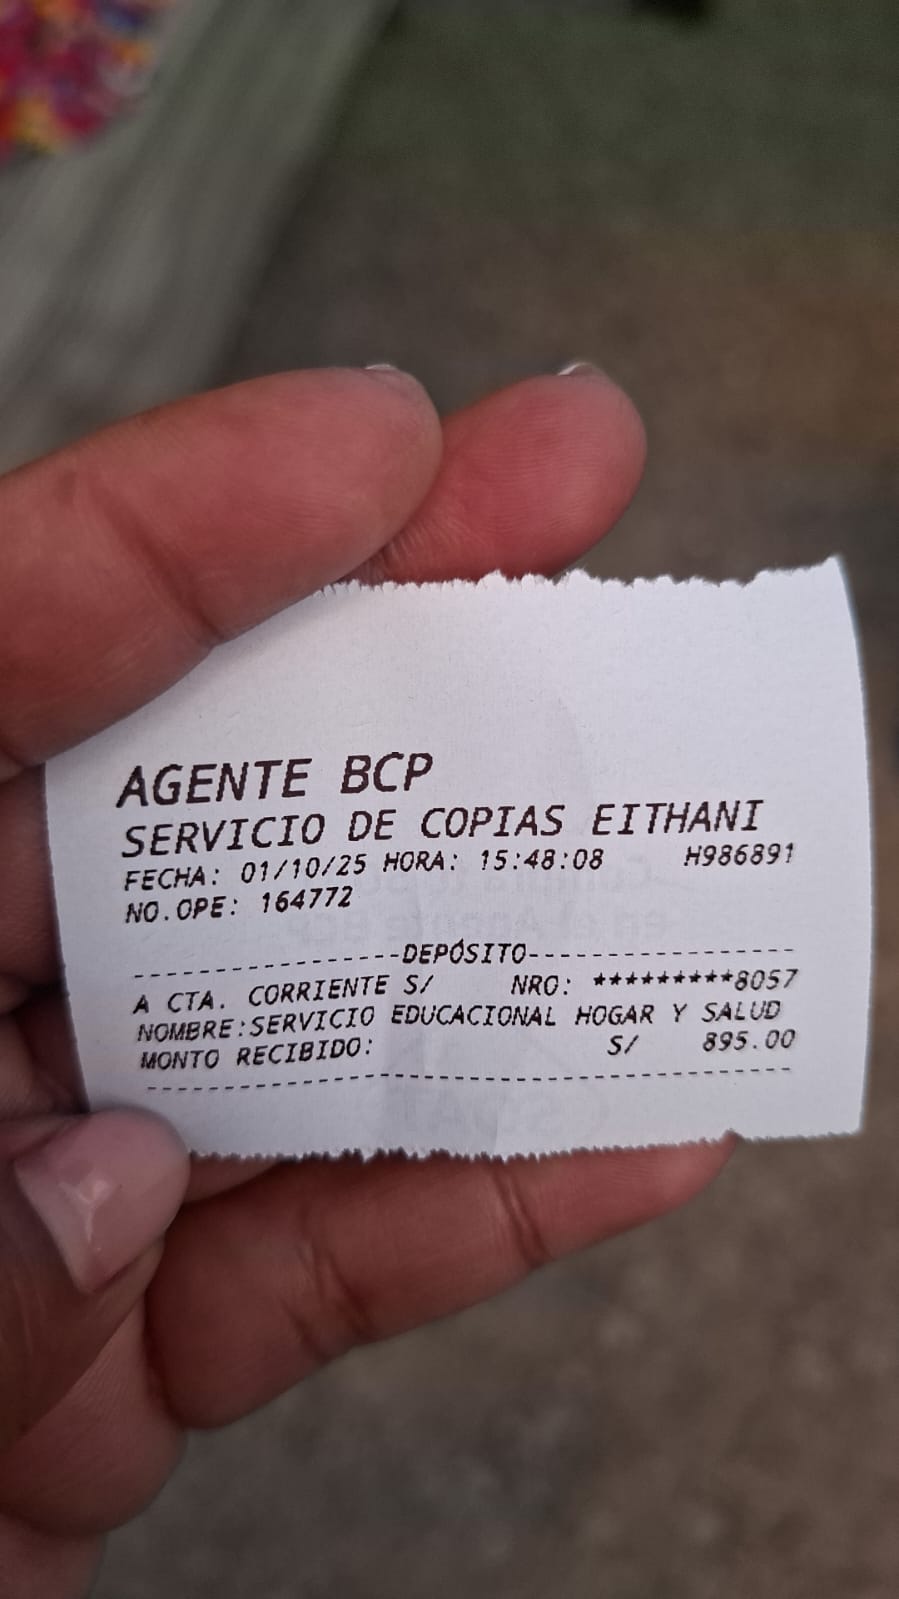 AGENTE BCP
SERVICIO DE COPIAS EITHANI
FECHA: 01/10/25 HORA: 15:48:08 H986891
NO.OPE: 164772
------------------DEPÓSITO------------------
A CTA. CORRIENTE S/ NRO: *********8057
NOMBRE:SERVICIO EDUCACIONAL HOGAR Y SALUD
MONTO RECIBIDO: S/ 895.00
--------------------------------------------